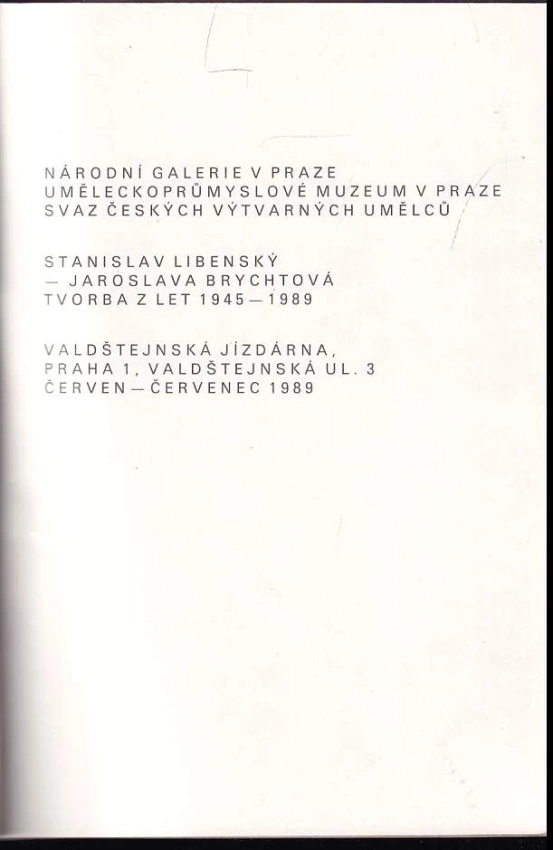 NÁRODNÍ GALERIE V PRAZE
UMĚLECKOPRŮMYSLOVÉ MUZEUM V PRAZE
SVAZ ČESKÝCH VÝTVARNÝCH UMĚLCŮ
STANISLAV LIBENSKÝ
— JAROSLAVA BRYCHTOVÁ
TVORBA Z LET 1945—1989
VALDŠTEJNSKÁ JÍZDÁRNA,
PRAHA 1, VALDŠTEJNSKÁ UL. 3
ČERVEN—ČERVENEC 1989